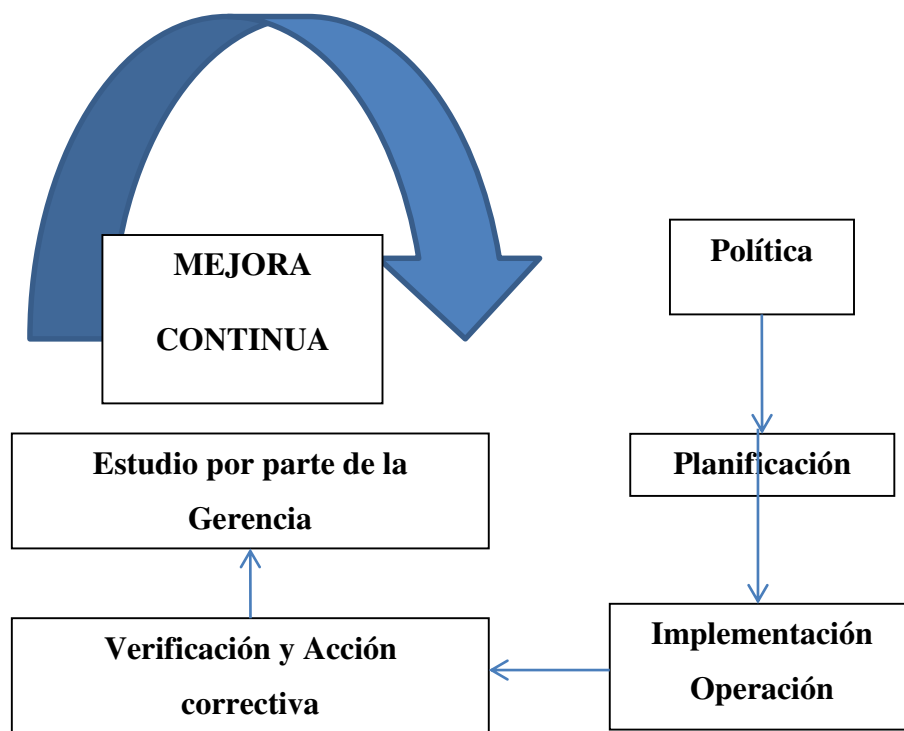 MEJORA
CONTINUA
Política
Estudio por parte de la
Gerencia
Planificación
Verificación y Acción
correctiva
Implementación
Operación